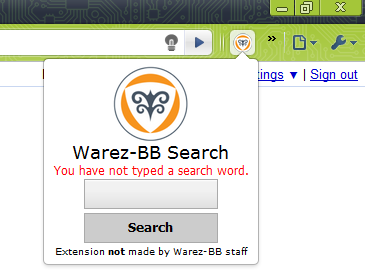 »
ings ▼ | Sign out
Warez-BB Search
You have not typed a search word.
Search
Extension not made by Warez-BB staff